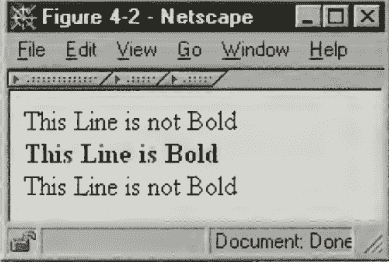 Figure 4-2 - Netscape
File Edit View Go Window Help
This Line is not Bold
This Line is Bold
This Line is not Bold
Document: Done